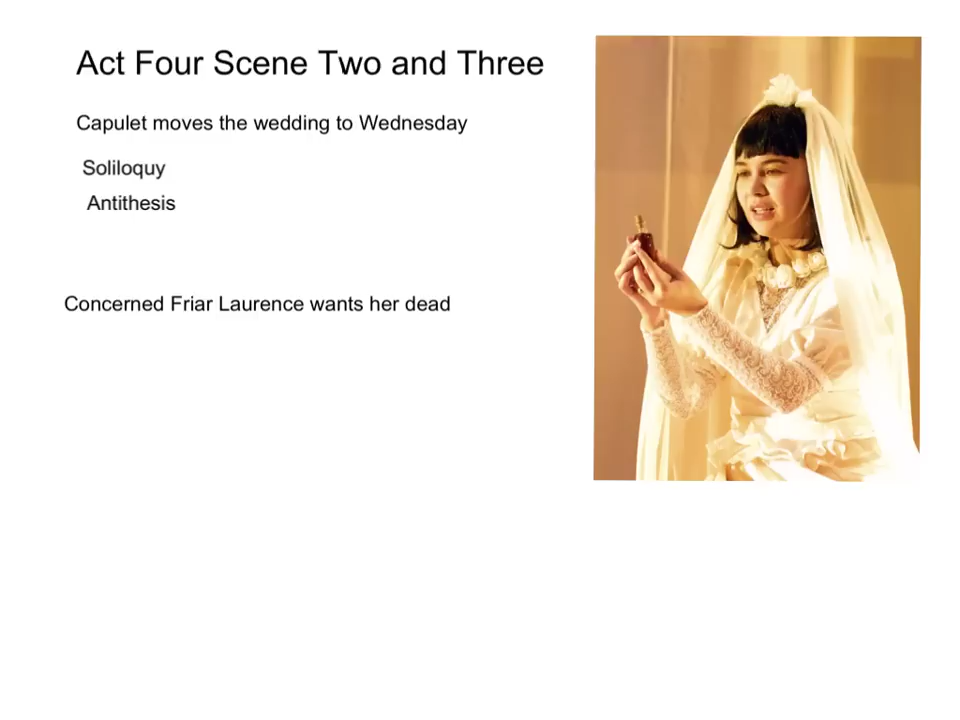 Act Four Scene Two and Three
Capulet moves the wedding to Wednesday
Soliloquy
Antithesis
Concerned Friar Laurence wants her dead